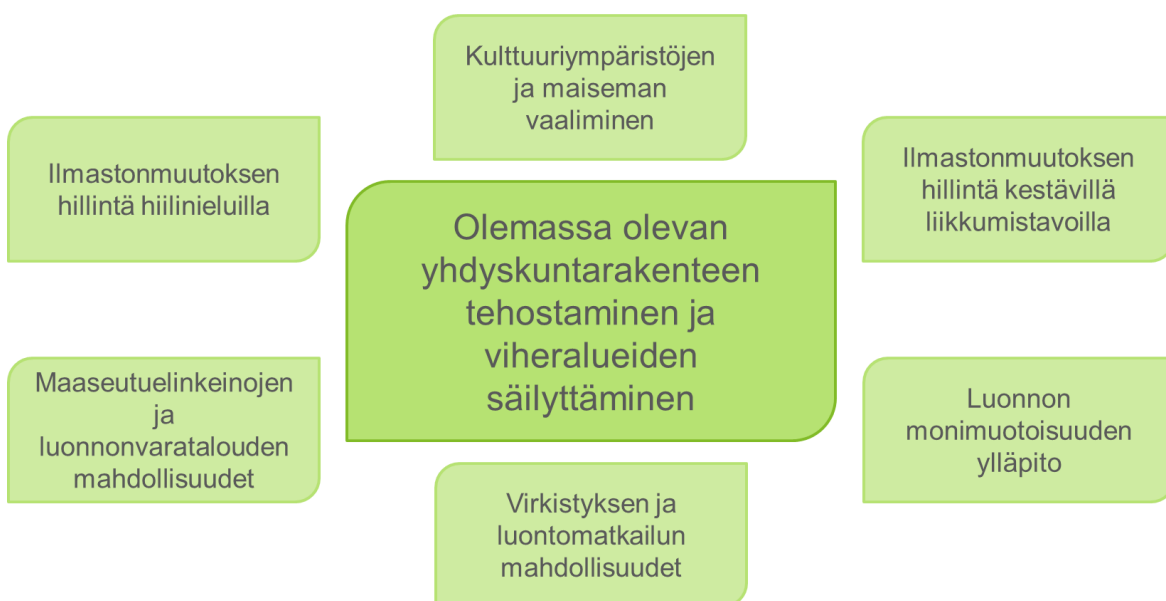 Kulttuuriympäristöjen
ja maiseman
vaaliminen
Ilmastonmuutoksen
hillintä hiilinieluilla
Ilmastonmuutoksen
hillintä kestävillä
liikkumistavoilla
Olemassa olevan
yhdyskuntarakenteen
tehostaminen ja
viheralueiden
säilyttäminen
Maaseutuelinkeinojen
ja
luonnonvaratalouden
mahdollisuudet
Luonnon
monimuotoisuuden
ylläpito
Virkistyksen ja
luontomatkailun
mahdollisuudet